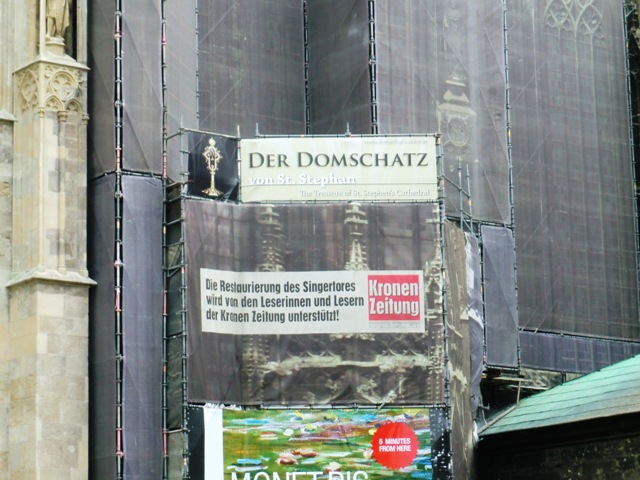 DER DOMSCHATZ
von St. Stephan
The Treasure of St. Stephen's Cathedral
Die Restaurierung des Singertores
wird von den Leserinnen und Lesern
der Kronen Zeitung unterstützt!
Kronen
Zeitung
5 MINUTES
FROM HERE
MONET BIS